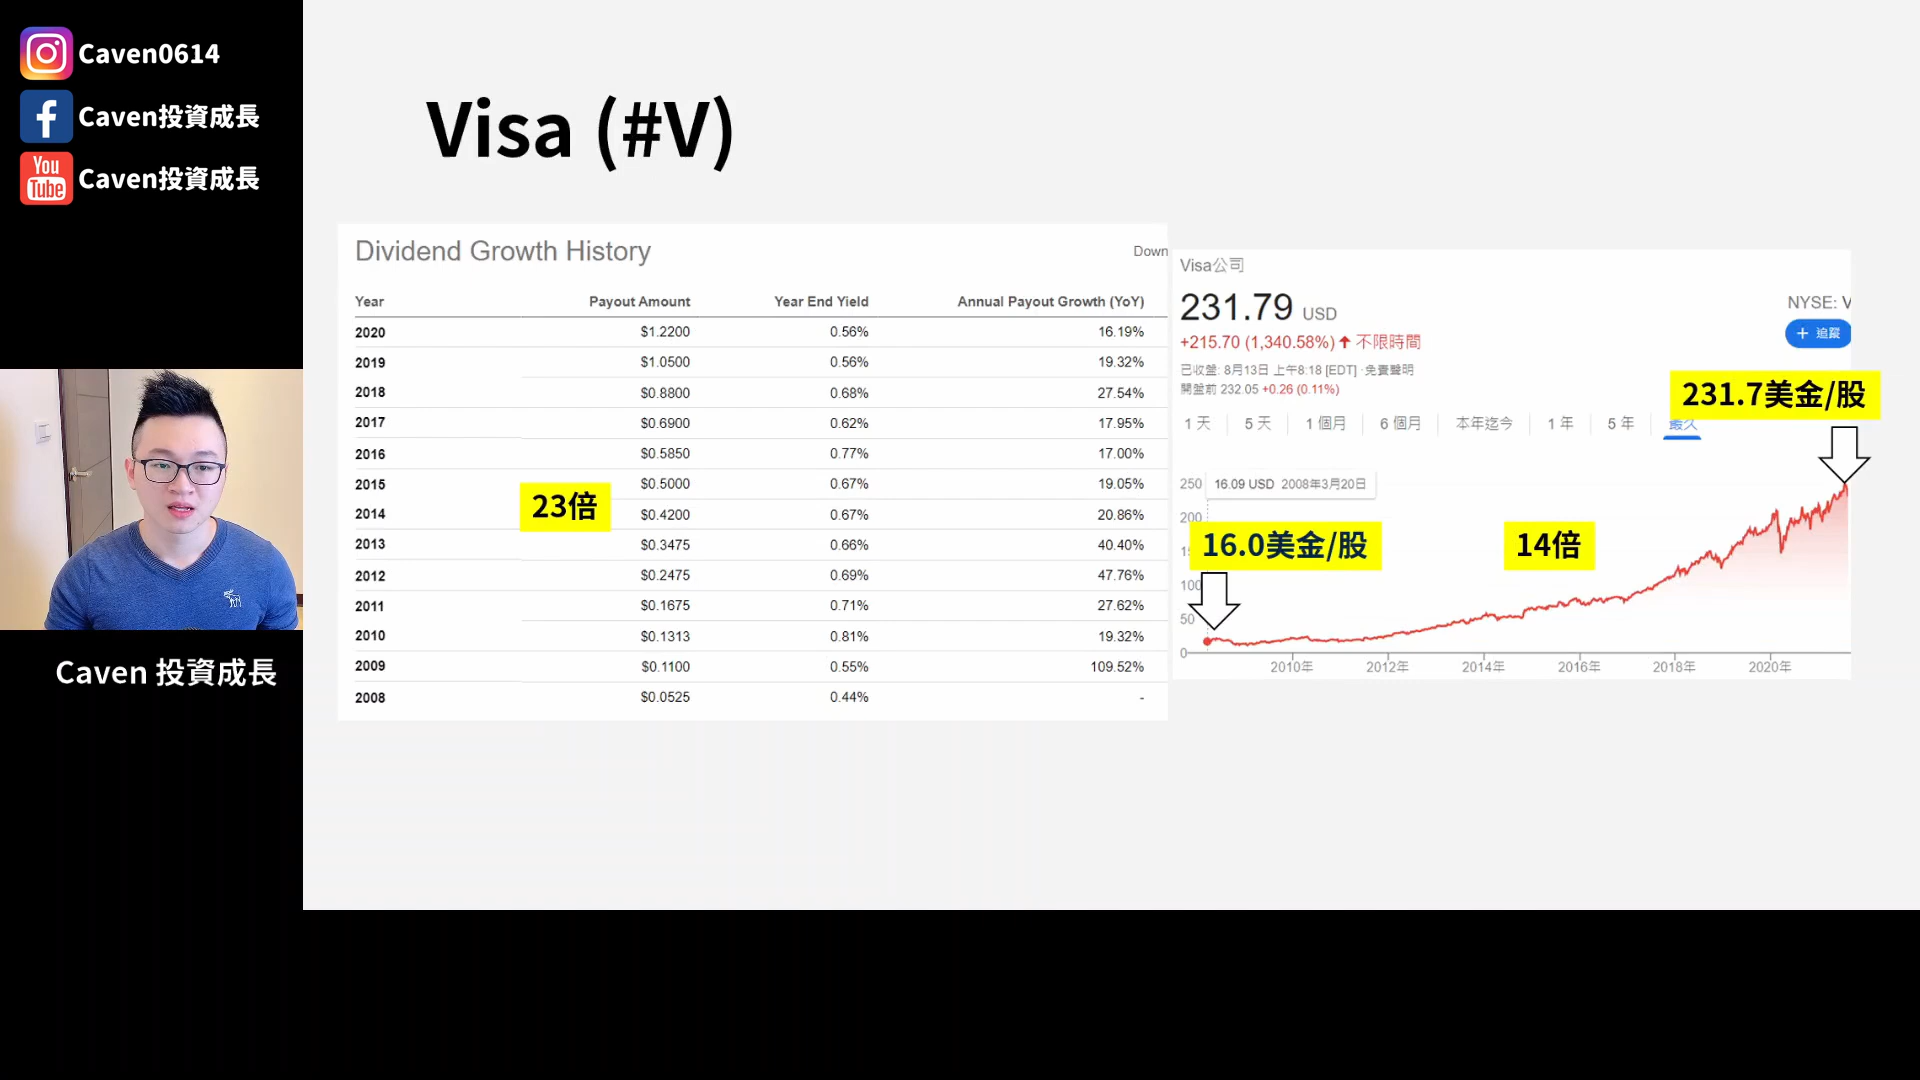 Caven0614
Caven投資成長
You
Tube
Caven投資成長
Caven 投資成長
Visa (#V)
Dividend Growth History
Down
Year Payout Amount Year End Yield Annual Payout Growth (YoY)
2020 $1.2200 0.56% 16.19%
2019 $1.0500 0.56% 19.32%
2018 $0.8800 0.68% 27.54%
2017 $0.6900 0.62% 17.95%
2016 $0.5850 0.77% 17.00%
2015 $0.5000 0.67% 19.05%
2014 $0.4200 0.67% 20.86%
2013 $0.3475 0.66% 40.40%
2012 $0.2475 0.69% 47.76%
2011 $0.1675 0.71% 27.62%
2010 $0.1313 0.81% 19.32%
2009 $0.1100 0.55% 109.52%
2008 $0.0525 0.44% -
23倍
Visa公司
231.79 USD
NYSE: V
+215.70 (1,340.58%) 不限時間
+ 追蹤
已收盤: 8月13日 上午8:18 [EDT] · 免責聲明
開盤前 232.05 +0.26 (0.11%)
1 天 5 天 1 個月 6 個月 本年迄今 1 年 5 年 最久
231.7美金/股
250
16.09 USD 2008年3月20日
200
16.0美金/股
14倍
100
50
0
2010年 2012年 2014年 2016年 2018年 2020年